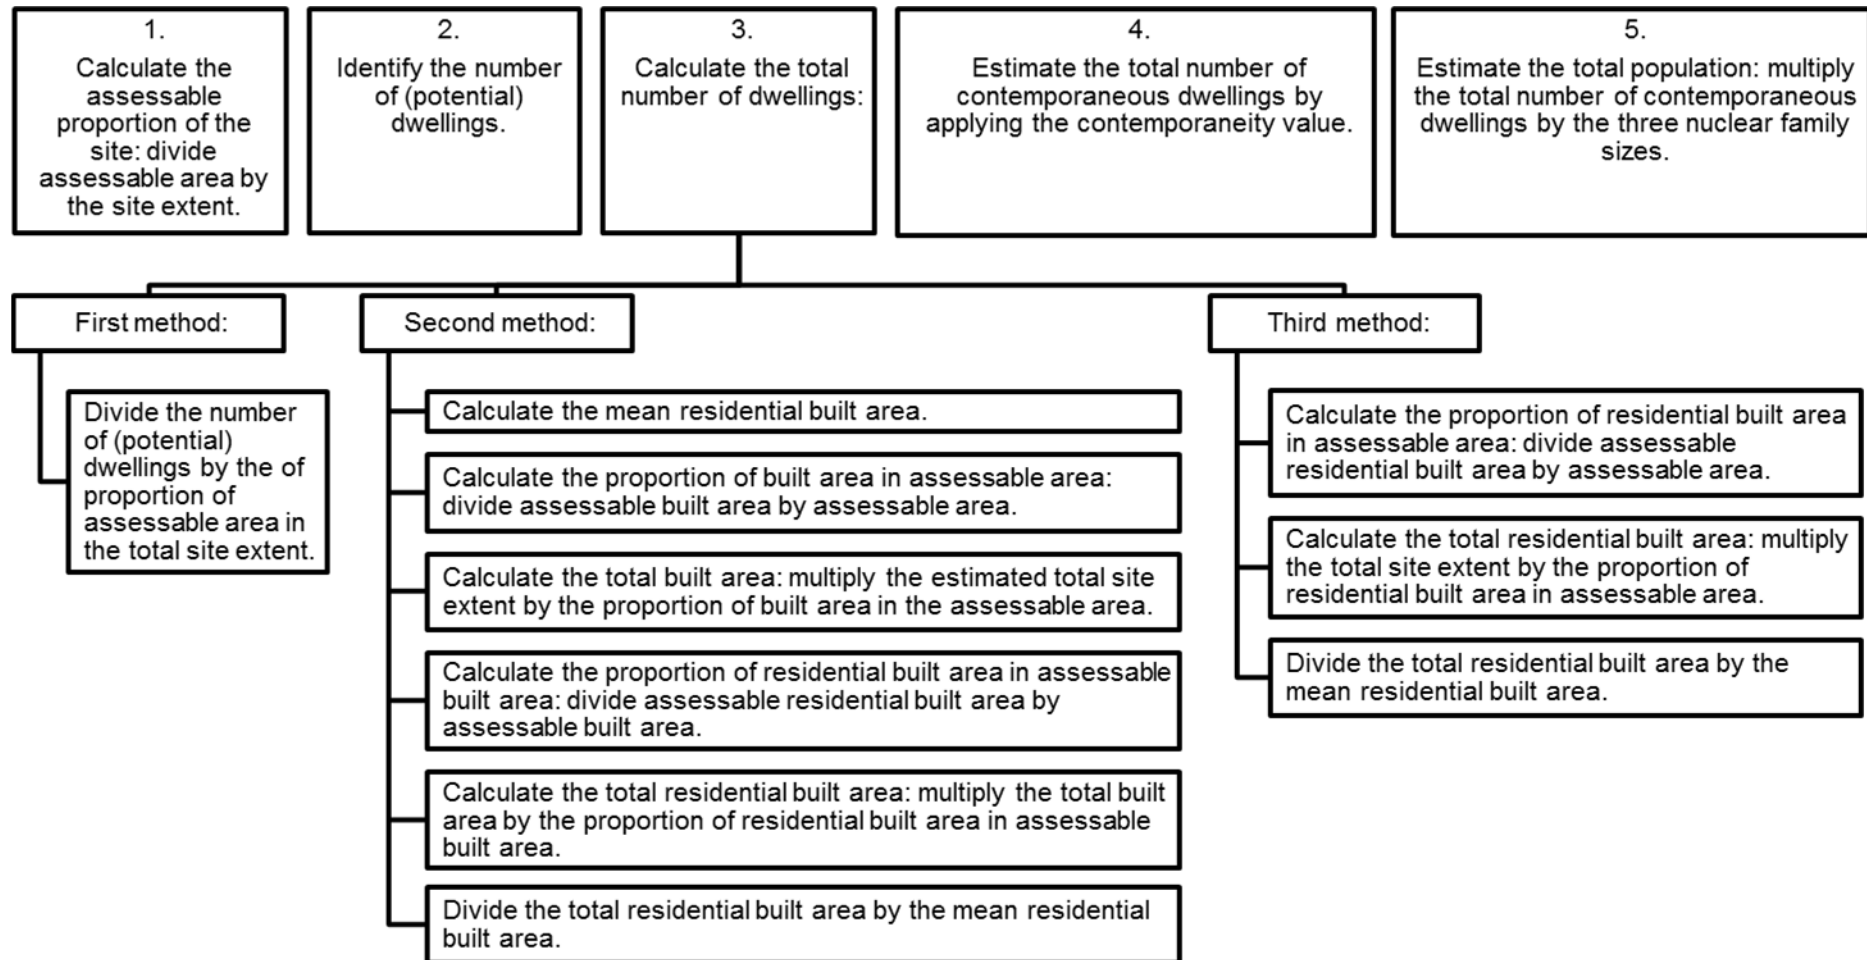 1.
Calculate the
assessable
proportion of the
site: divide
assessable area by
the site extent.
2.
Identify the number
of (potential)
dwellings.
3.
Calculate the total
number of dwellings:
4.
Estimate the total number of
contemporaneous dwellings by
applying the contemporaneity value.
5.
Estimate the total population: multiply
the total number of contemporaneous
dwellings by the three nuclear family
sizes.
First method:
Divide the number
of (potential)
dwellings by the of
proportion of
assessable area in
the total site extent.
Second method:
Calculate the mean residential built area.
Calculate the proportion of built area in assessable area:
divide assessable built area by assessable area.
Calculate the total built area: multiply the estimated total site
extent by the proportion of built area in the assessable area.
Calculate the proportion of residential built area in assessable
built area: divide assessable residential built area by
assessable built area.
Calculate the total residential built area: multiply the total built
area by the proportion of residential built area in assessable
built area.
Divide the total residential built area by the mean residential
built area.
Third method:
Calculate the proportion of residential built area
in assessable area: divide assessable
residential built area by assessable area.
Calculate the total residential built area: multiply
the total site extent by the proportion of
residential built area in assessable area.
Divide the total residential built area by the
mean residential built area.